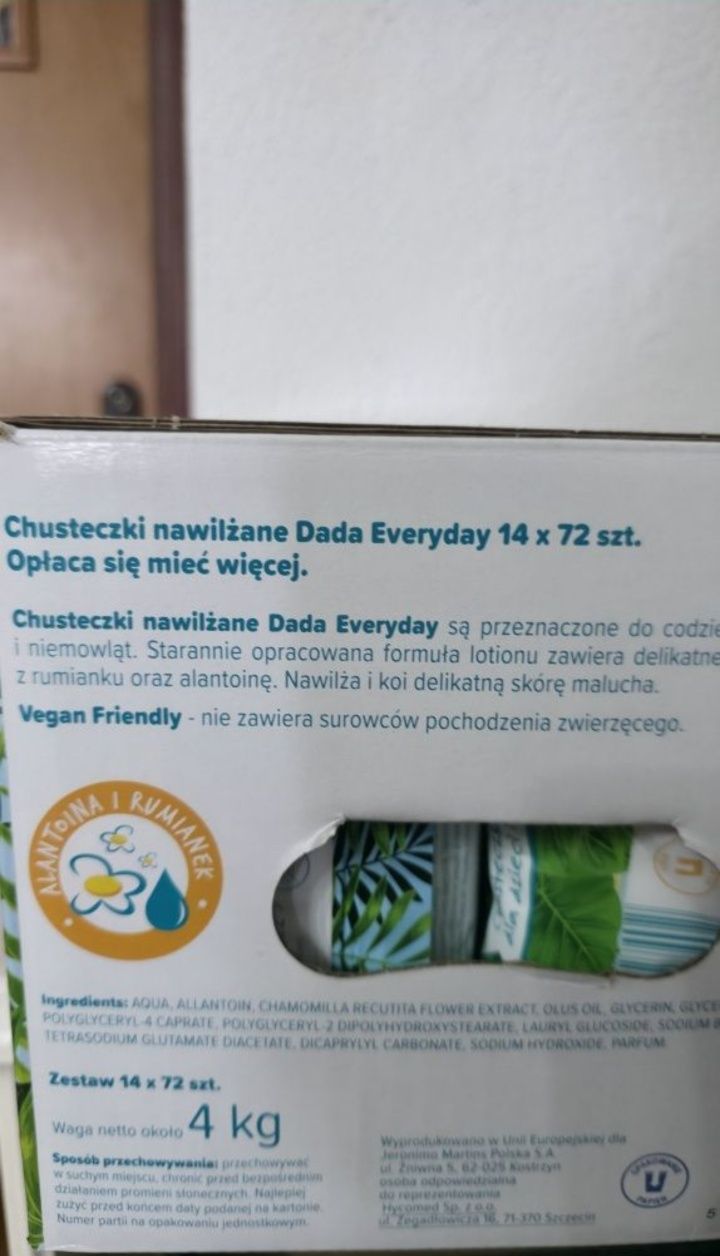 Chusteczki nawilżane Dada Everyday 14 x 72 szt.
Opłaca się mieć więcej.
Chusteczki nawilżane Dada Everyday są przeznaczone do codzie
i niemowląt. Starannie opracowana formuła lotionu zawiera delikatne
z rumianku oraz alantoinę. Nawilża i koi delikatną skórę malucha.
Vegan Friendly - nie zawiera surowców pochodzenia zwierzęcego.
ALANTOINA I RUMIANEK
dla dzieci
Ingredients: AQUA, ALLANTOIN, CHAMOMILLA RECUTITA FLOWER EXTRACT, OLUS OIL, GLYCERIN, GLYCE
POLYGLYCERYL-4 CAPRATE, POLYGLYCERYL-2 DIPOLYHYDROXYSTEARATE, LAURYL GLUCOSIDE, SODIUM B
TETRASODIUM GLUTAMATE DIACETATE, DICAPRYLYL CARBONATE, SODIUM HYDROXIDE, PARFUM.
Zestaw 14 x 72 szt.
Waga netto około 4 kg
Sposób przechowywania: przechowywać
w suchym miejscu, chronić przed bezpośrednim
działaniem promieni słonecznych. Najlepiej
zużyć przed końcem daty podanej na kartonie.
Numer partii na opakowaniu jednostkowym.
Wyprodukowano w Unii Europejskiej dla
Jeronimo Martins Polska S.A.
ul. Żniwna 5, 62-025 Kostrzyn
osoba odpowiedzialna
do reprezentowania
Hycomed Sp. z o.o.
ul. Żegadłowicza 16, 71-370 Szczecin
OPAKOWANIE
U
PAPIER
5